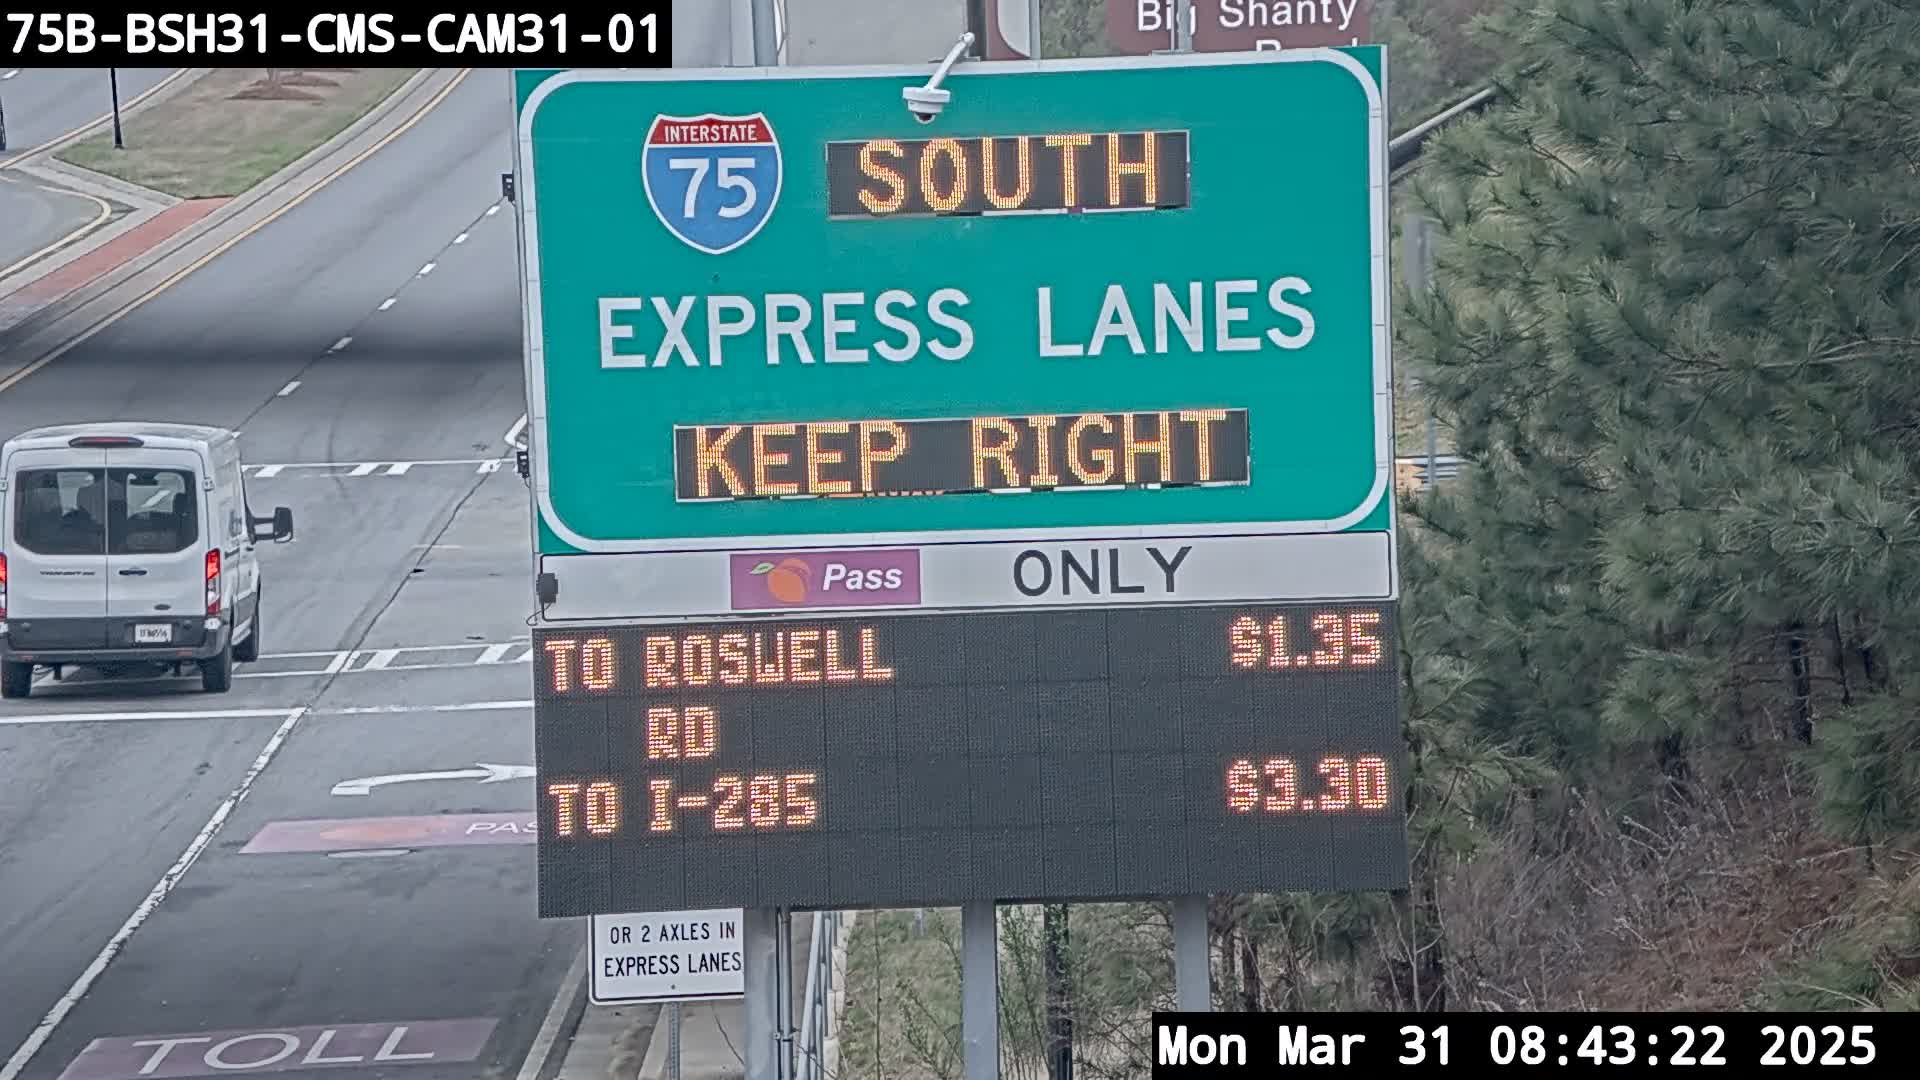 75B-BSH31-CMS-CAM31-01
Big Shanty
INTERSTATE
75
SOUTH
EXPRESS LANES
KEEP RIGHT
Pass
ONLY
TO ROSWELL $1.35
RD
TO I-285 $3.30
OR 2 AXLES IN
EXPRESS LANES
TOLL
Mon Mar 31 08:43:22 2025